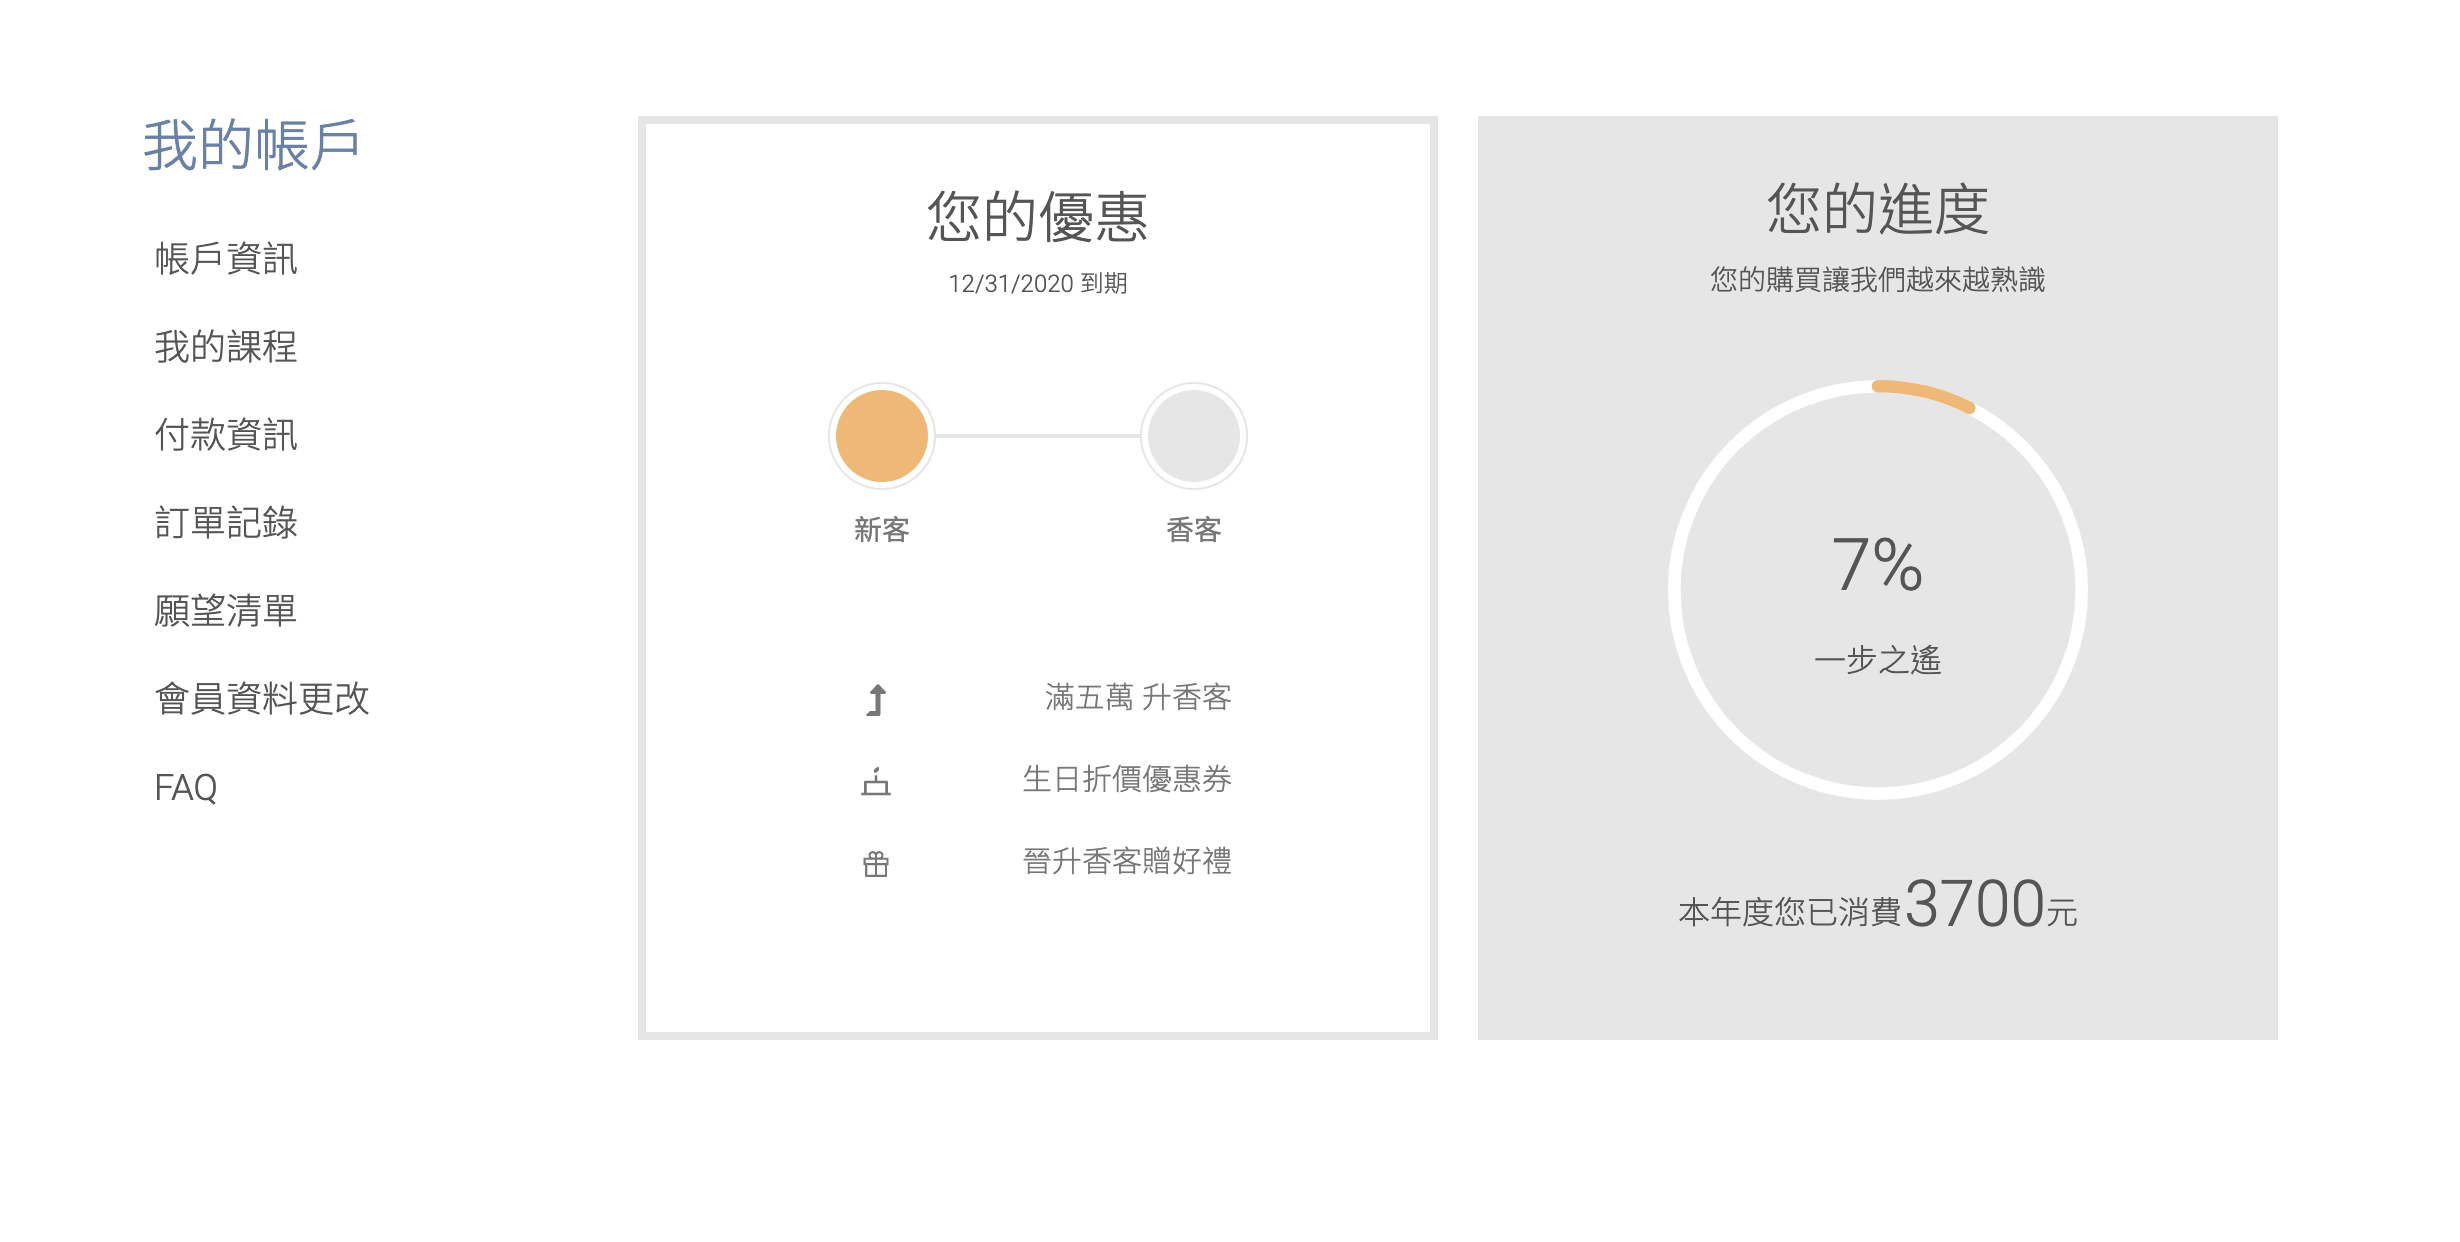 我的帳戶
帳戶資訊
我的課程
付款資訊
訂單記錄
願望清單
會員資料更改
FAQ
您的優惠
12/31/2020 到期
新客
香客
滿五萬 升香客
生日折價優惠券
晉升香客贈好禮
您的進度
您的購買讓我們越來越熟識
7%
一步之遙
本年度您已消費3700元